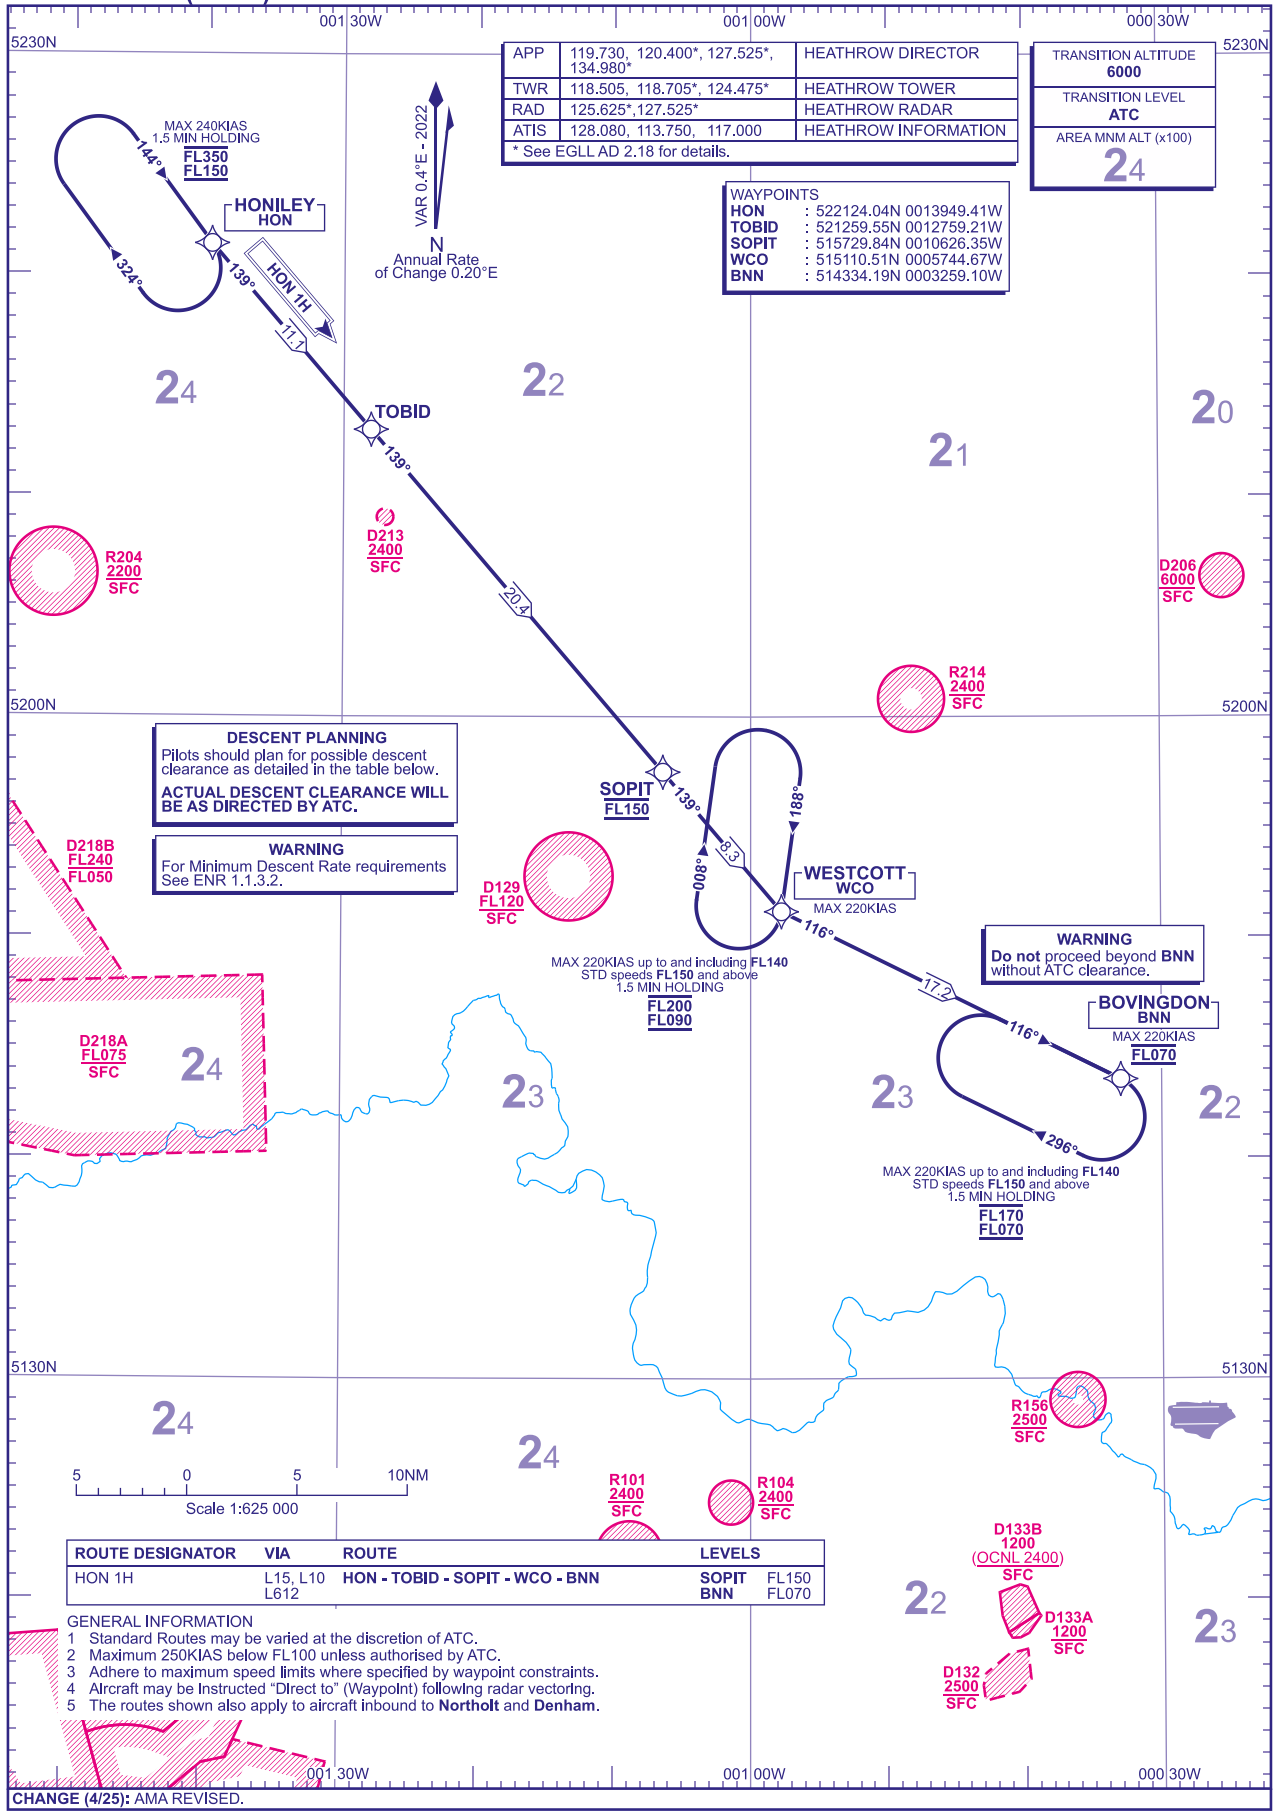 001 30W
001 00W
000 30W
5230N
5230N
APP 119.730, 120.400*, 127.525*, 134.980* HEATHROW DIRECTOR
TWR 118.505, 118.705*, 124.475* HEATHROW TOWER
RAD 125.625*,127.525* HEATHROW RADAR
ATIS 128.080, 113.750, 117.000 HEATHROW INFORMATION
* See EGLL AD 2.18 for details.
TRANSITION ALTITUDE
6000
TRANSITION LEVEL
ATC
AREA MNM ALT (x100)
24
MAX 240KIAS
1.5 MIN HOLDING
FL350
FL150
144°
324°
HONILEY
HON
139°
HON 1H
11.1
VAR 0.4°E - 2022
N
Annual Rate
of Change 0.20°E
WAYPOINTS
HON : 522124.04N 0013949.41W
TOBID : 521259.55N 0012759.21W
SOPIT : 515729.84N 0010626.35W
WCO : 515110.51N 0005744.67W
BNN : 514334.19N 0003259.10W
24
22
20
21
TOBID
139°
D213
2400
SFC
R204
2200
SFC
20.4
D206
6000
SFC
R214
2400
SFC
5200N
5200N
DESCENT PLANNING
Pilots should plan for possible descent
clearance as detailed in the table below.
ACTUAL DESCENT CLEARANCE WILL
BE AS DIRECTED BY ATC.
WARNING
For Minimum Descent Rate requirements
See ENR 1.1.3.2.
SOPIT
FL150
139°
188°
008°
8.3
D218B
FL240
FL050
D129
FL120
SFC
WESTCOTT
WCO
MAX 220KIAS
116°
MAX 220KIAS up to and including FL140
STD speeds FL150 and above
1.5 MIN HOLDING
FL200
FL090
WARNING
Do not proceed beyond BNN
without ATC clearance.
17.2
BOVINGDON
BNN
MAX 220KIAS
FL070
116°
296°
D218A
FL075
SFC
24
23
23
22
MAX 220KIAS up to and including FL140
STD speeds FL150 and above
1.5 MIN HOLDING
FL170
FL070
5130N
5130N
24
24
R156
2500
SFC
5 0 5 10NM
Scale 1:625 000
R101
2400
SFC
R104
2400
SFC
D133B
1200
(OCNL 2400)
SFC
D133A
1200
SFC
D132
2500
SFC
22
23
ROUTE DESIGNATOR VIA ROUTE LEVELS
HON 1H L15, L10 HON - TOBID - SOPIT - WCO - BNN SOPIT FL150
L612 BNN FL070
GENERAL INFORMATION
1 Standard Routes may be varied at the discretion of ATC.
2 Maximum 250KIAS below FL100 unless authorised by ATC.
3 Adhere to maximum speed limits where specified by waypoint constraints.
4 Aircraft may be instructed “Direct to” (Waypoint) following radar vectoring.
5 The routes shown also apply to aircraft inbound to Northolt and Denham.
001 30W
001 00W
000 30W
CHANGE (4/25): AMA REVISED.